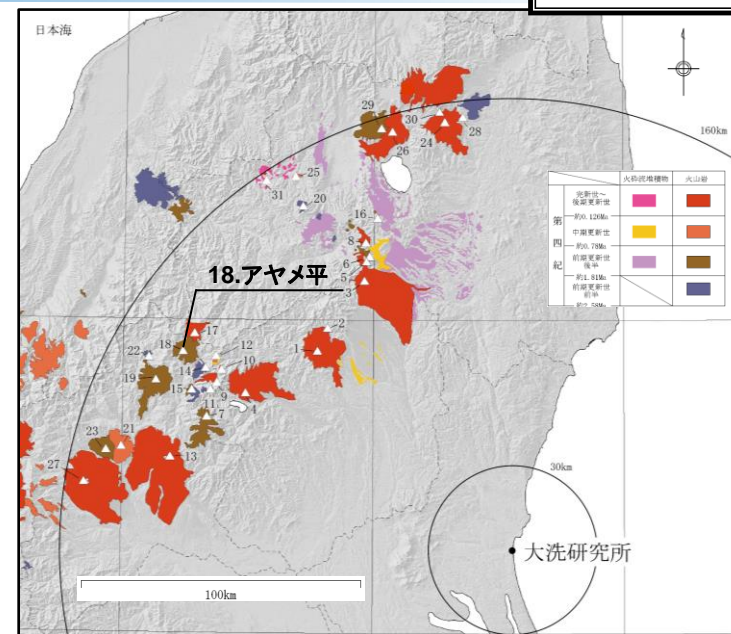 日本海
160km
29
30
24
28
26
25
31
20
16
8
6
5
3
18.アヤメ平
17
2
1
18
22
12
14
10
19
15
9
11
4
7
23
21
13
27
火砕流堆積物
火山岩
第四紀
完新世～
後期更新世
約0.126Ma
中期更新世
約0.78Ma
前期更新世
後半
約1.81Ma
前期更新世
前半
約2.58Ma
30km
大洗研究所
100km